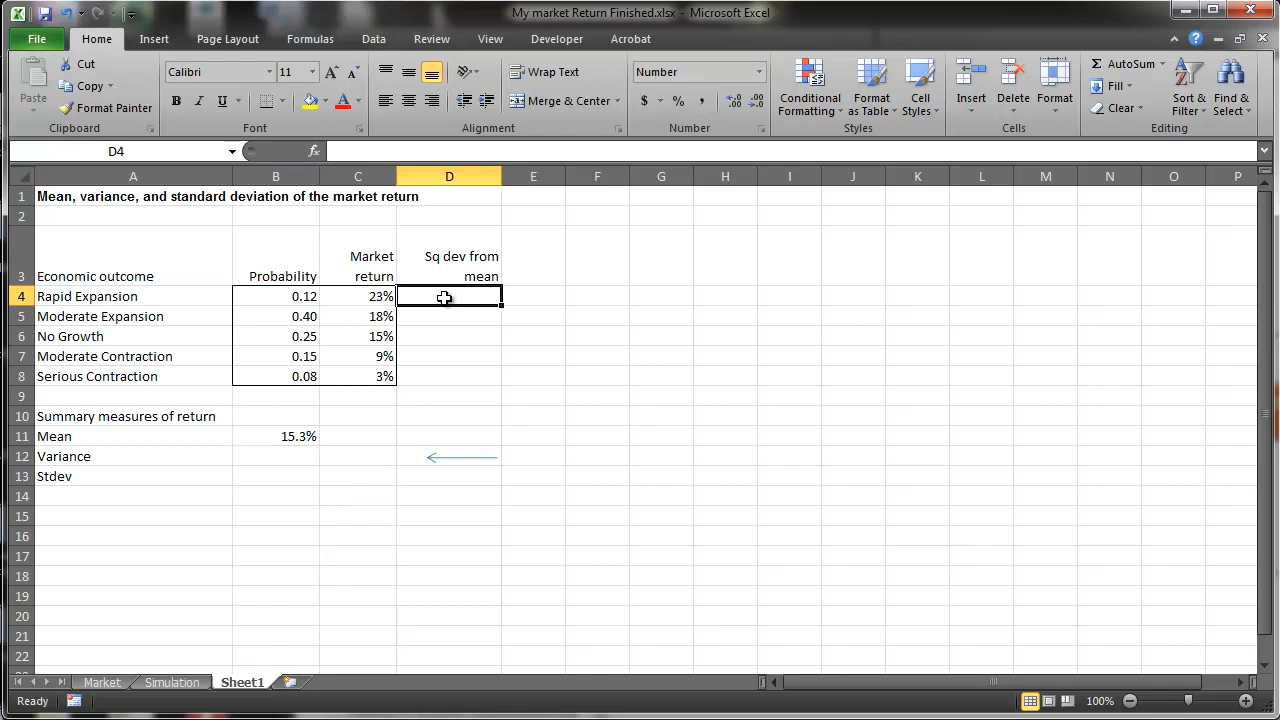 My market Return Finished.xlsx - Microsoft Excel
File Home Insert Page Layout Formulas Data Review View Developer Acrobat
Paste
Cut
Copy
Format Painter
Clipboard
Calibri 11
B I U
Font
Wrap Text
Merge & Center
Alignment
Number
$ % ,
Number
Conditional Formatting
Format as Table
Cell Styles
Styles
Insert Delete Format
Cells
Σ AutoSum
Fill
Clear
Sort & Filter
Find & Select
Editing
D4 fx
A B C D E F G H I J K L M N O P
1 Mean, variance, and standard deviation of the market return
2
3 Economic outcome Probability Market return Sq dev from mean
4 Rapid Expansion 0.12 23%
5 Moderate Expansion 0.40 18%
6 No Growth 0.25 15%
7 Moderate Contraction 0.15 9%
8 Serious Contraction 0.08 3%
9
10 Summary measures of return
11 Mean 15.3%
12 Variance
13 Stdev
14
15
16
17
18
19
20
21
22
Market Simulation Sheet1
Ready 100%